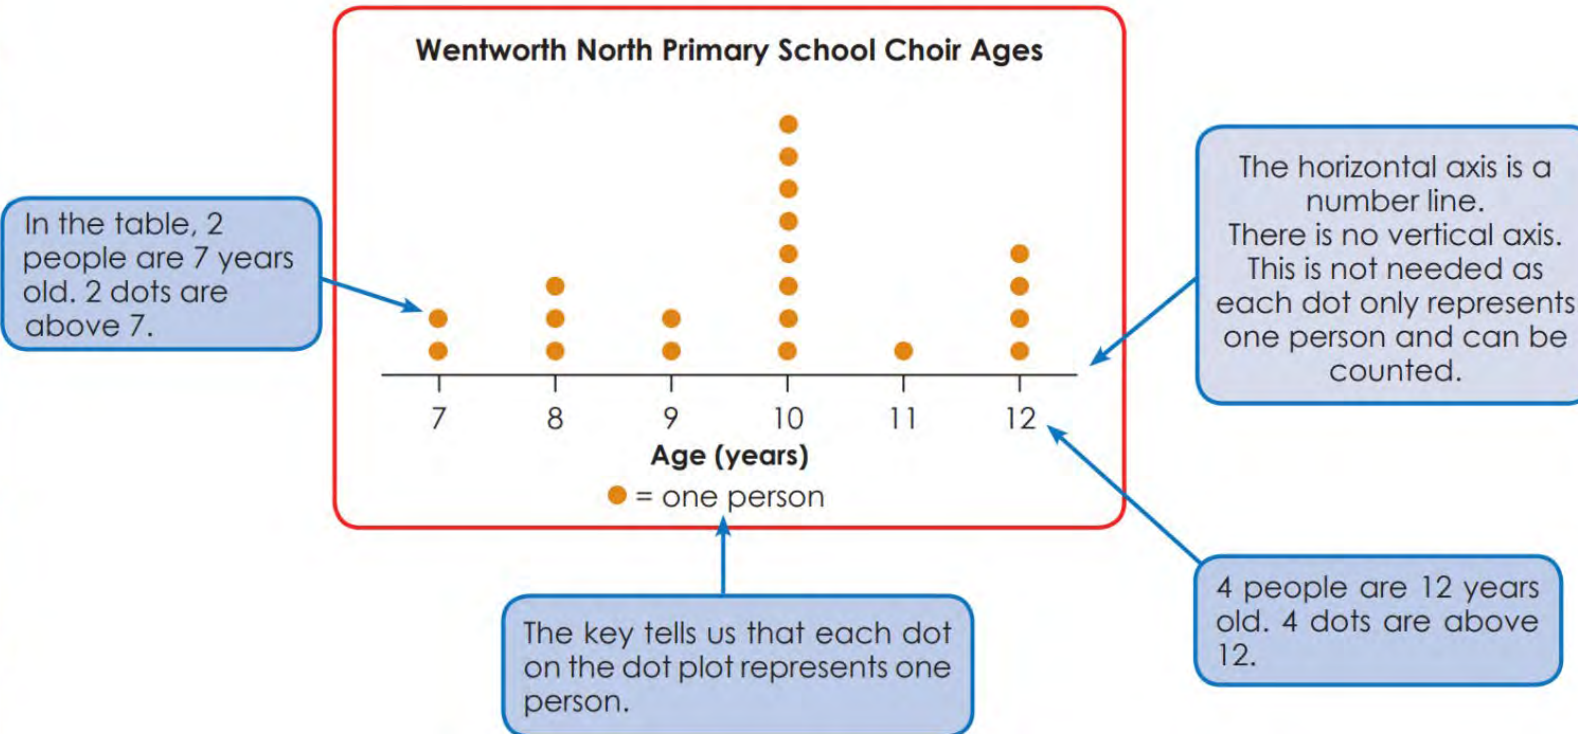 Wentworth North Primary School Choir Ages
In the table, 2
people are 7 years
old. 2 dots are
above 7.
The horizontal axis is a
number line.
There is no vertical axis.
This is not needed as
each dot only represents
one person and can be
counted.
7 8 9 10 11 12
Age (years)
= one person
The key tells us that each dot
on the dot plot represents one
person.
4 people are 12 years
old. 4 dots are above
12.